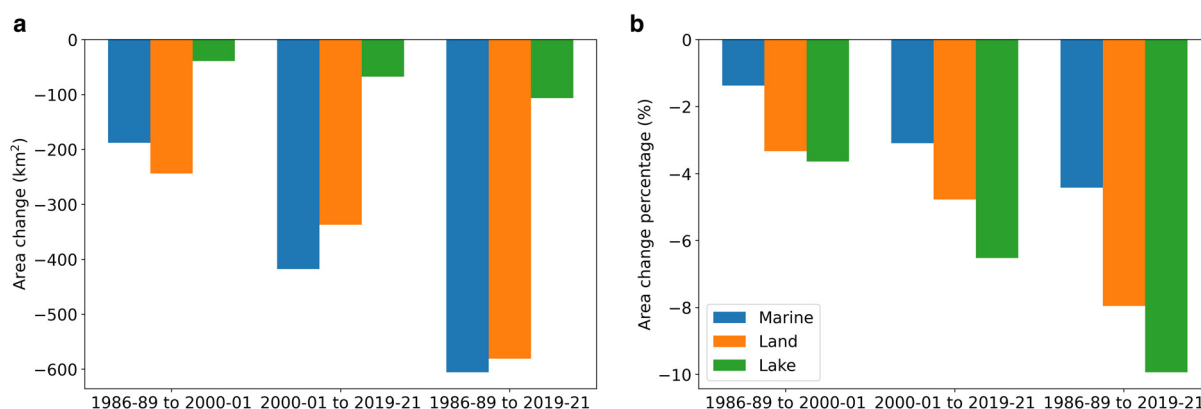 a
Area change (km²)
0
−100
−200
−300
−400
−500
−600
1986-89 to 2000-01 2000-01 to 2019-21 1986-89 to 2019-21
b
Area change percentage (%)
0
−2
−4
−6
−8
−10
Marine
Land
Lake
1986-89 to 2000-01 2000-01 to 2019-21 1986-89 to 2019-21